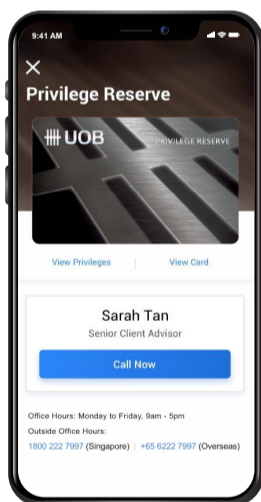 9:41 AM
Privilege Reserve
UOB
PRIVILEGE RESERVE
View Privileges | View Card
Sarah Tan
Senior Client Advisor
Call Now
Office Hours: Monday to Friday, 9am - 5pm
Outside Office Hours:
1800 222 7997 (Singapore) | +65 6222 7997 (Overseas)